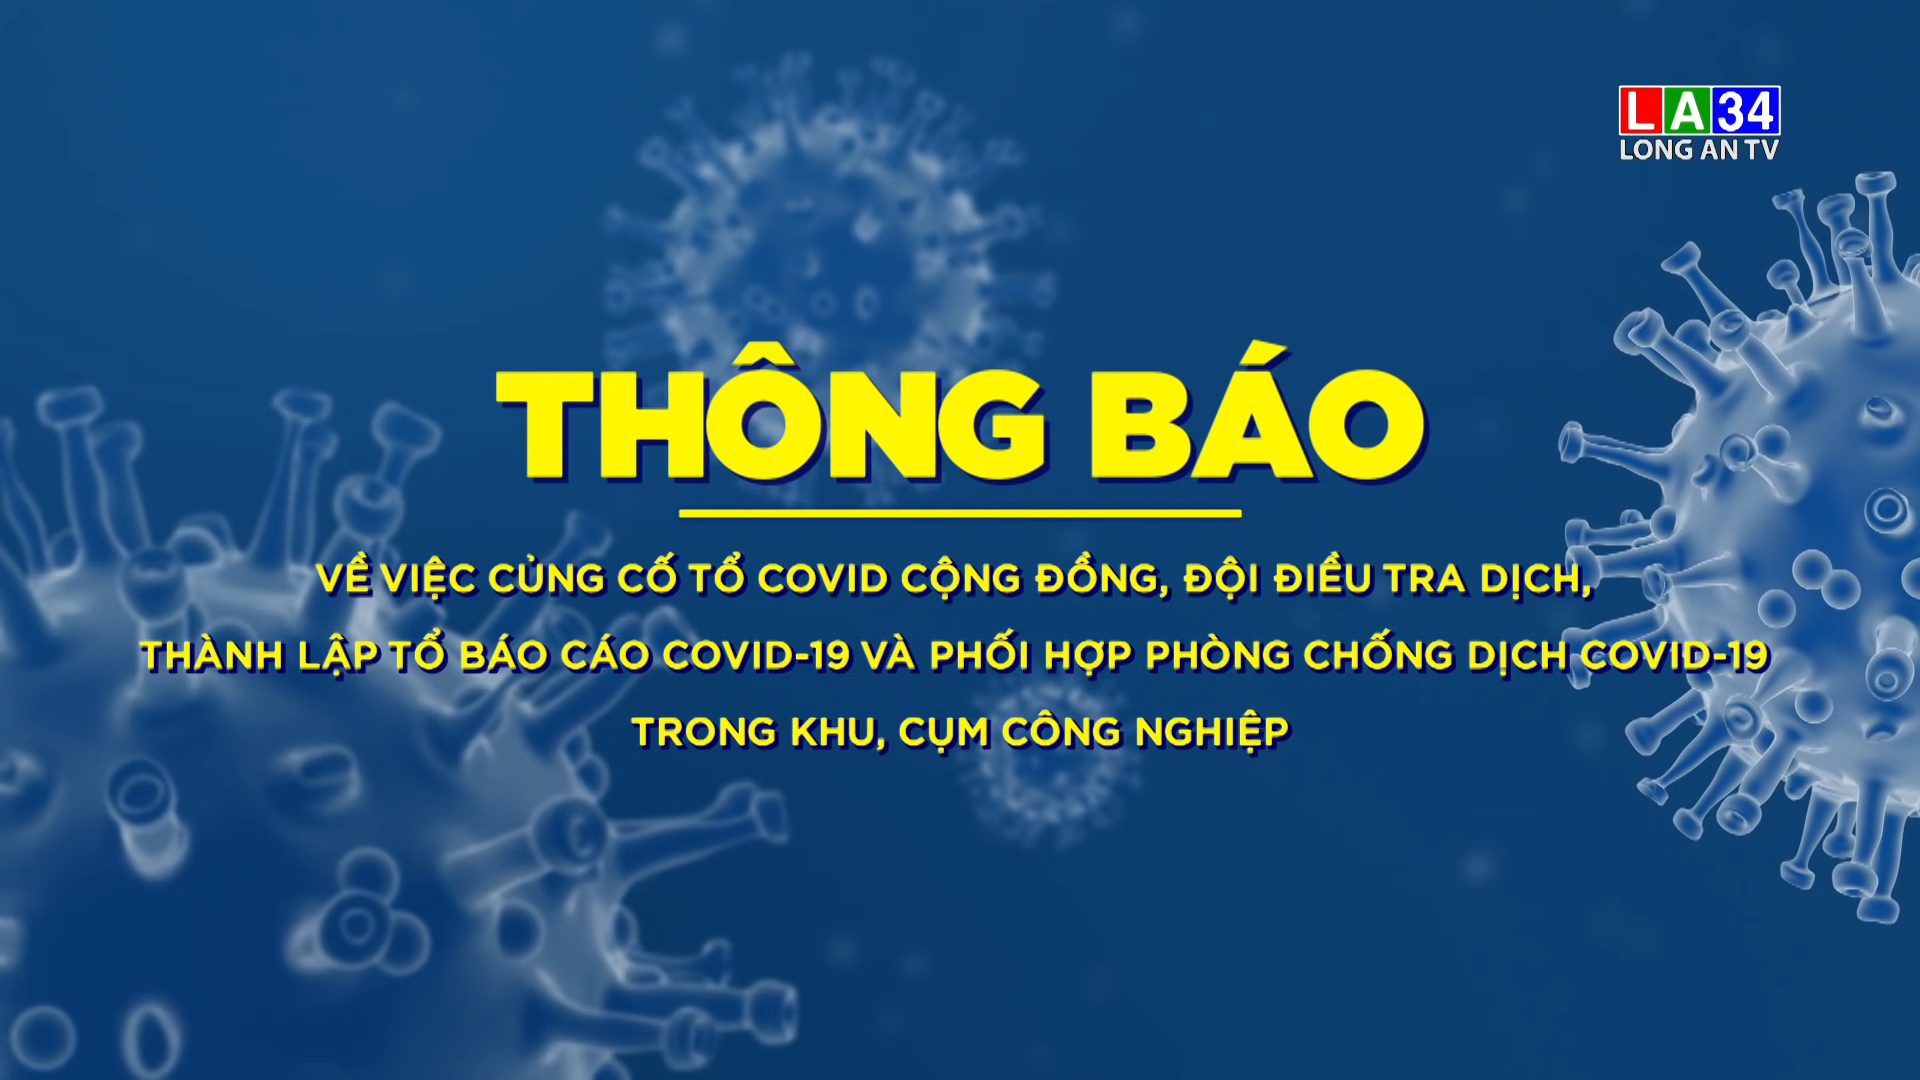 LA34
LONG AN TV
THÔNG BÁO
VỀ VIỆC CỦNG CỐ TỔ COVID CỘNG ĐỒNG, ĐỘI ĐIỀU TRA DỊCH,
THÀNH LẬP TỔ BÁO CÁO COVID-19 VÀ PHỐI HỢP PHÒNG CHỐNG DỊCH COVID-19
TRONG KHU, CỤM CÔNG NGHIỆP